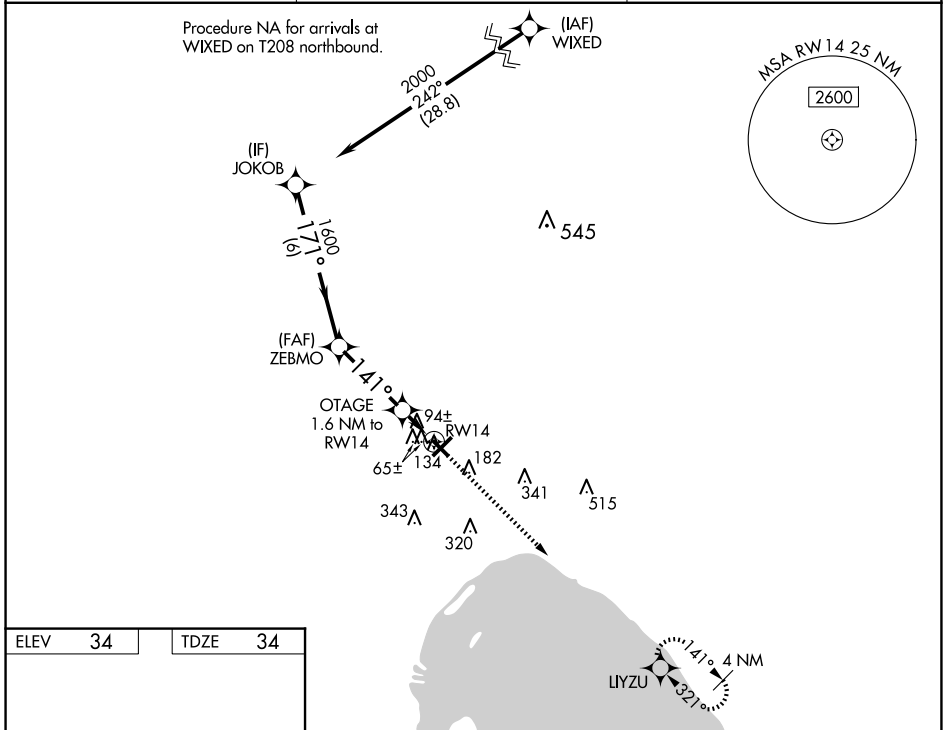 Procedure NA for arrivals at
WIXED on T208 northbound.
(IAF)
WIXED
MSA RW14 25 NM
2600
2000
242°
(28.8)
(IF)
JOKOB
1600
171°
(6)
545
(FAF)
ZEBMO
141°
OTAGE
1.6 NM to
RW14
94±
RW14
65±
134
182
341
515
343
320
ELEV 34
TDZE 34
LIYZU
141°
4 NM
321°